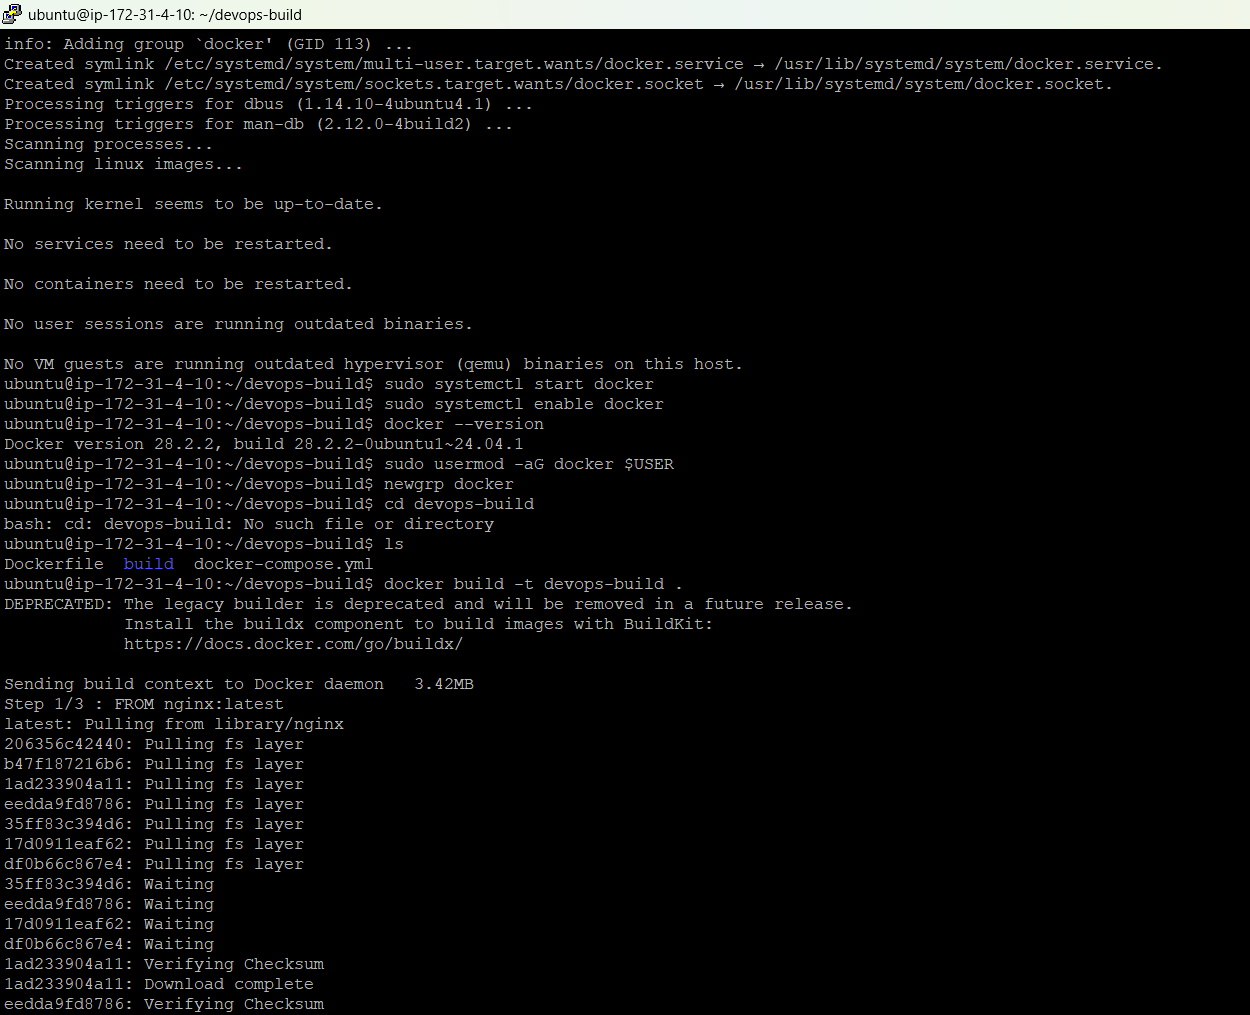 ubuntu@ip-172-31-4-10: ~/devops-build
info: Adding group `docker' (GID 113) ...
Created symlink /etc/systemd/system/multi-user.target.wants/docker.service → /usr/lib/systemd/system/docker.service.
Created symlink /etc/systemd/system/sockets.target.wants/docker.socket → /usr/lib/systemd/system/docker.socket.
Processing triggers for dbus (1.14.10-4ubuntu4.1) ...
Processing triggers for man-db (2.12.0-4build2) ...
Scanning processes...
Scanning linux images...
Running kernel seems to be up-to-date.
No services need to be restarted.
No containers need to be restarted.
No user sessions are running outdated binaries.
No VM guests are running outdated hypervisor (qemu) binaries on this host.
ubuntu@ip-172-31-4-10:~/devops-build$ sudo systemctl start docker
ubuntu@ip-172-31-4-10:~/devops-build$ sudo systemctl enable docker
ubuntu@ip-172-31-4-10:~/devops-build$ docker --version
Docker version 28.2.2, build 28.2.2-0ubuntu1~24.04.1
ubuntu@ip-172-31-4-10:~/devops-build$ sudo usermod -aG docker $USER
ubuntu@ip-172-31-4-10:~/devops-build$ newgrp docker
ubuntu@ip-172-31-4-10:~/devops-build$ cd devops-build
bash: cd: devops-build: No such file or directory
ubuntu@ip-172-31-4-10:~/devops-build$ ls
Dockerfile  build  docker-compose.yml
ubuntu@ip-172-31-4-10:~/devops-build$ docker build -t devops-build .
DEPRECATED: The legacy builder is deprecated and will be removed in a future release.
Install the buildx component to build images with BuildKit:
https://docs.docker.com/go/buildx/
Sending build context to Docker daemon   3.42MB
Step 1/3 : FROM nginx:latest
latest: Pulling from library/nginx
206356c42440: Pulling fs layer
b47f187216b6: Pulling fs layer
1ad233904a11: Pulling fs layer
eedda9fd8786: Pulling fs layer
35ff83c394d6: Pulling fs layer
17d0911eaf62: Pulling fs layer
df0b66c867e4: Pulling fs layer
35ff83c394d6: Waiting
eedda9fd8786: Waiting
17d0911eaf62: Waiting
df0b66c867e4: Waiting
1ad233904a11: Verifying Checksum
1ad233904a11: Download complete
eedda9fd8786: Verifying Checksum